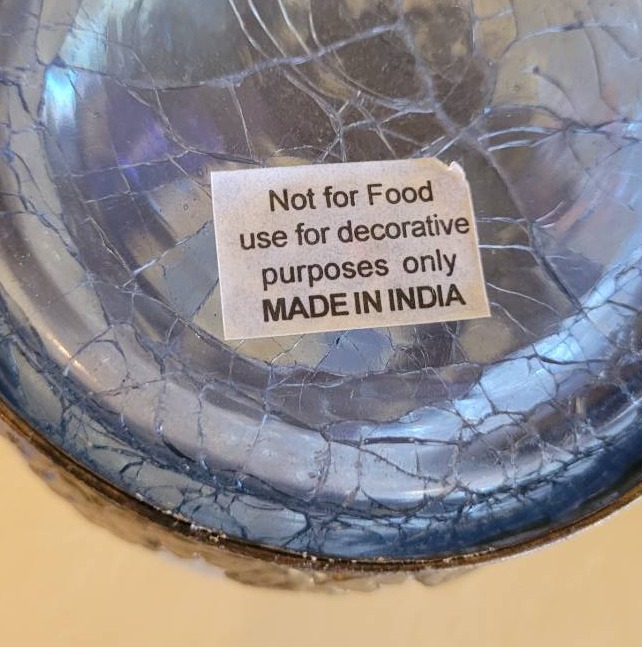 Not for Food
use for decorative
purposes only
MADE IN INDIA